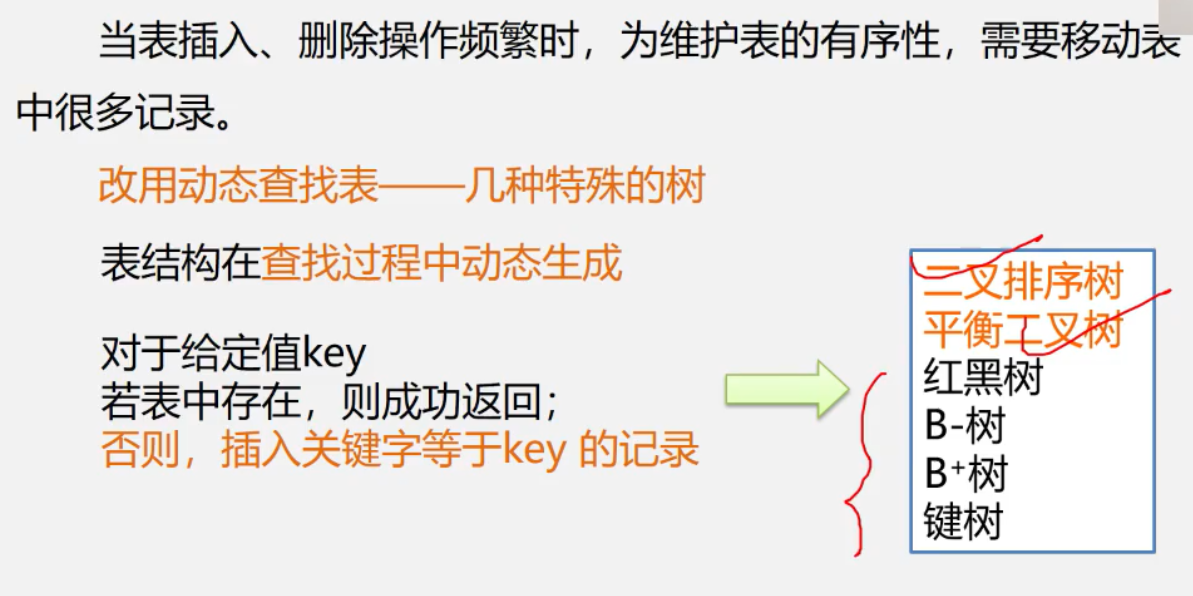 当表插入、删除操作频繁时，为维护表的有序性，需要移动表
中很多记录。
改用动态查找表——几种特殊的树
表结构在查找过程中动态生成
对于给定值key
若表中存在，则成功返回；
否则，插入关键字等于key 的记录
二叉排序树
平衡二叉树
红黑树
B-树
B⁺树
键树